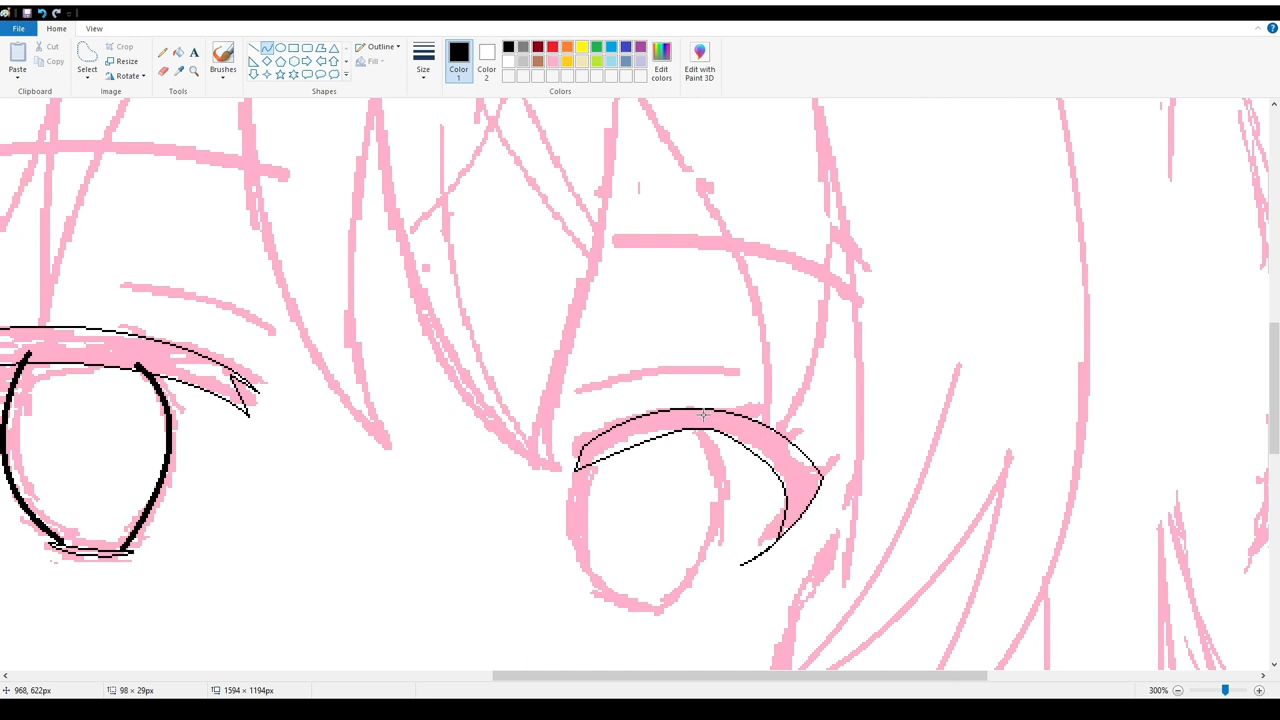 File Home View
Paste Cut Copy Clipboard
Select Crop Resize Rotate Image
Tools
Brushes
Outline Fill Shapes
Size
Color 1 Color 2 Edit colors Colors
Edit with Paint 3D
968, 622px 98 × 29px 1594 × 1194px 300%